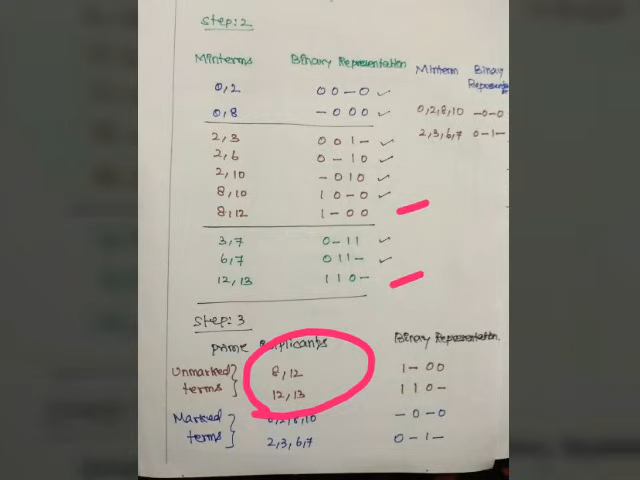 Step:2
Minterms Binary Representation Minterm Binary
0,2 00-0 ✓
0,8 -000 ✓ 0,2,8,10 -0-0
2,3 001- ✓ 2,3,6,7 0-1-
2,6 0-10 ✓
2,10 -010 ✓
8,10 10-0 ✓
8,12 1-00
3,7 0-11 ✓
6,7 011- ✓
12,13 110-
Step:3
Prime Implicants Binary Representation
Unmarked 8,12 1-00
terms 12,13 110-
Marked 0,2,8,10 -0-0
terms 2,3,6,7 0-1-